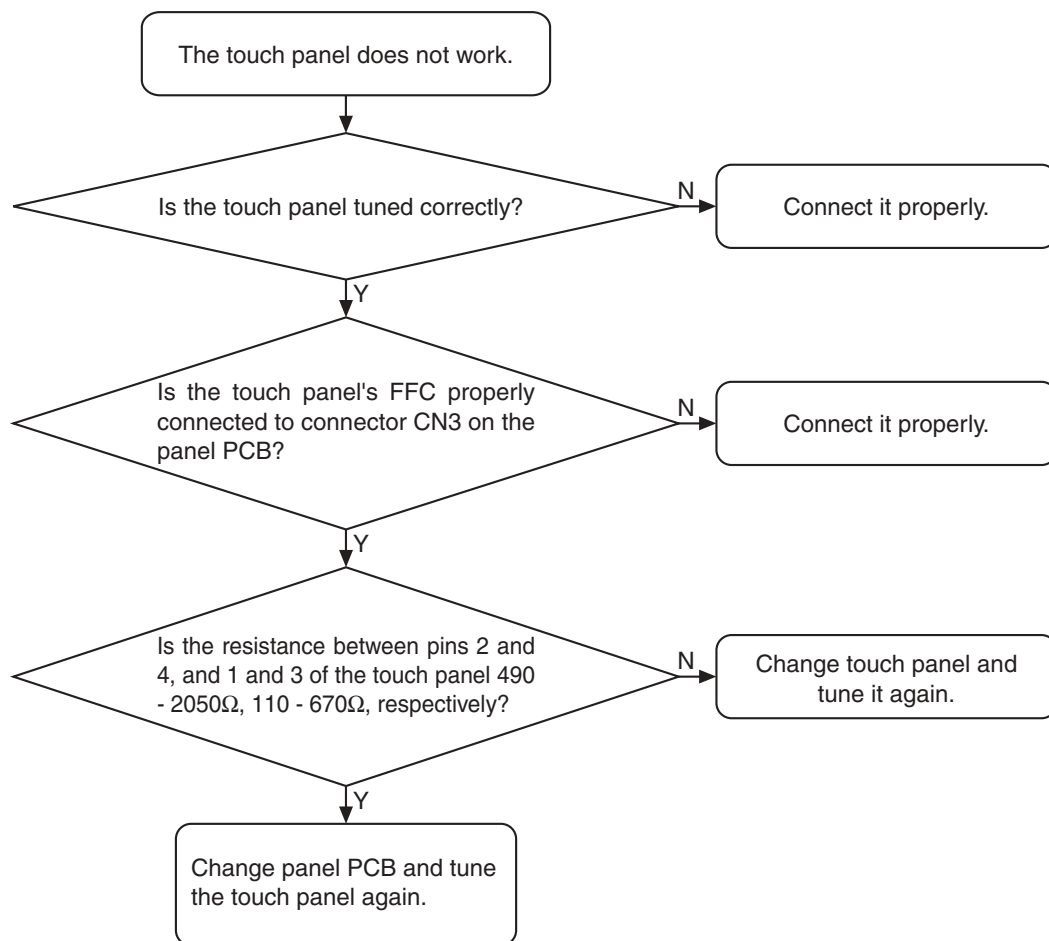 The touch panel does not work.
Is the touch panel tuned correctly?
N
Connect it properly.
Y
Is the touch panel's FFC properly
connected to connector CN3 on the
panel PCB?
N
Connect it properly.
Y
Is the resistance between pins 2 and
4, and 1 and 3 of the touch panel 490
- 2050Ω, 110 - 670Ω, respectively?
N
Change touch panel and
tune it again.
Y
Change panel PCB and tune
the touch panel again.